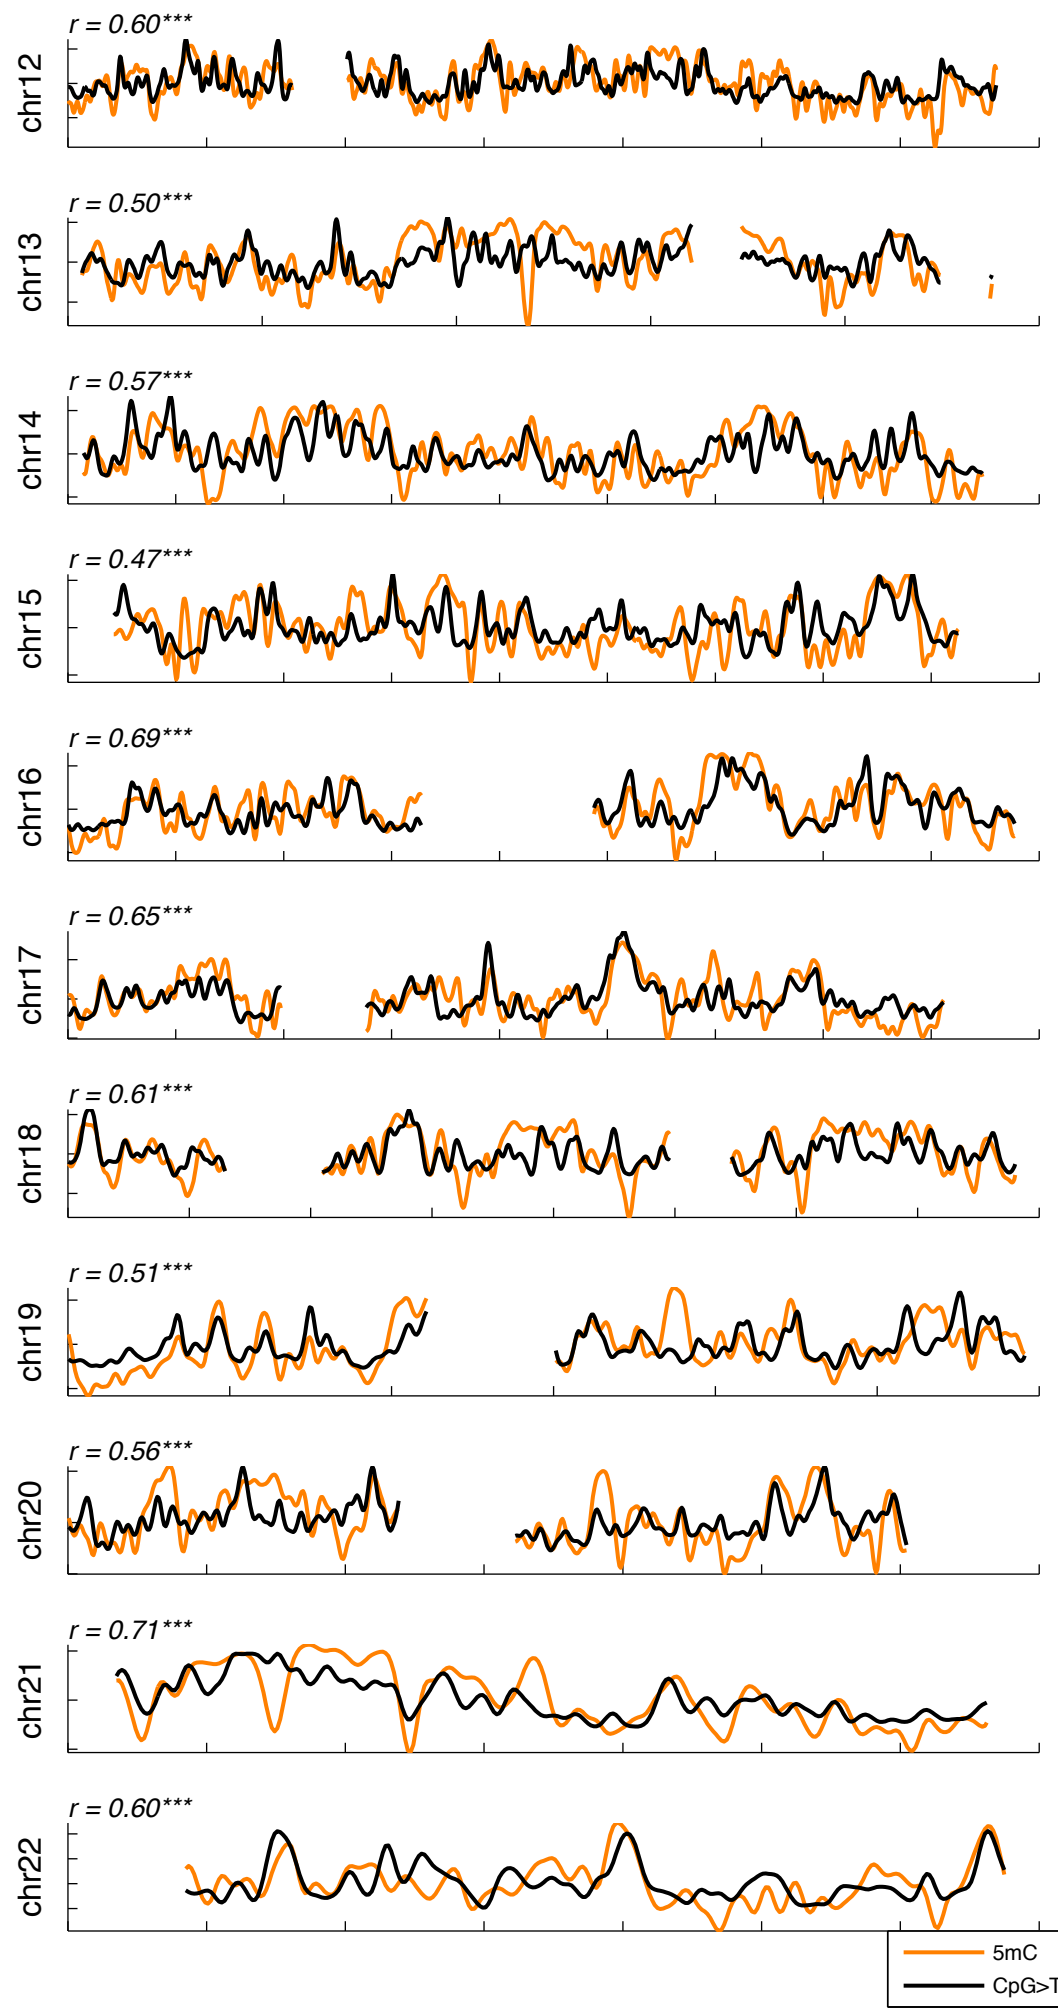 r = 0.60***
chr12
r = 0.50***
chr13
r = 0.57***
chr14
r = 0.47***
chr15
r = 0.69***
chr16
r = 0.65***
chr17
r = 0.61***
chr18
r = 0.51***
chr19
r = 0.56***
chr20
r = 0.71***
chr21
r = 0.60***
chr22
5mC
CpG>T